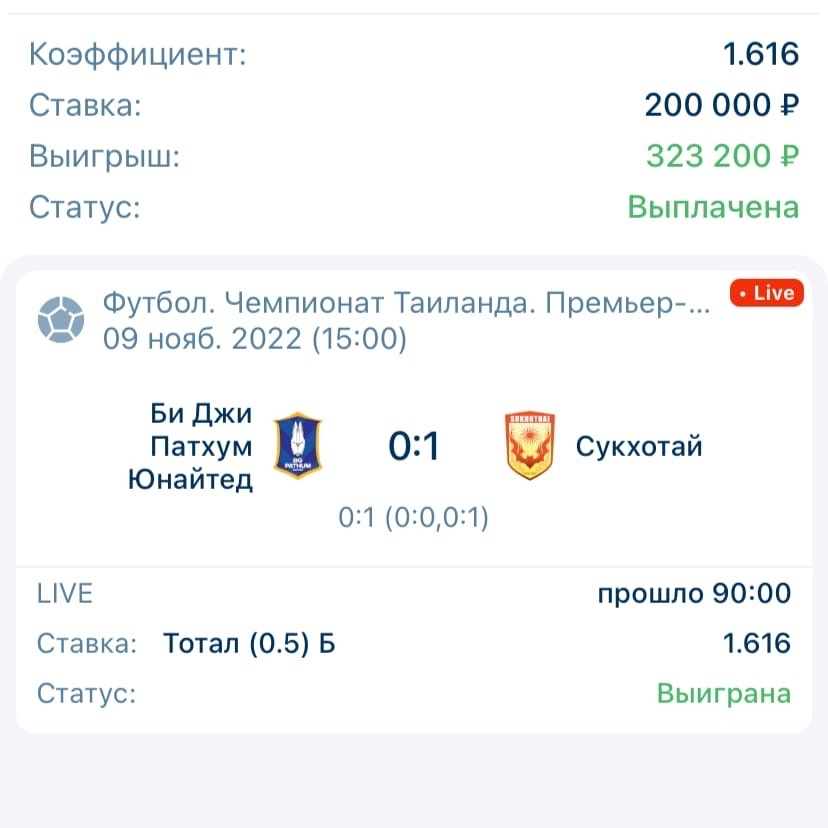 Коэффициент: 1.616
Ставка: 200 000 ₽
Выигрыш: 323 200 ₽
Статус: Выплачена
Футбол. Чемпионат Таиланда. Премьер-...
• Live
09 нояб. 2022 (15:00)
Би Джи
Патхум
Юнайтед
BG
PATHUM
0:1
SUKHOTHAI
Сукхотай
0:1 (0:0,0:1)
LIVE прошло 90:00
Ставка: Тотал (0.5) Б 1.616
Статус: Выиграна